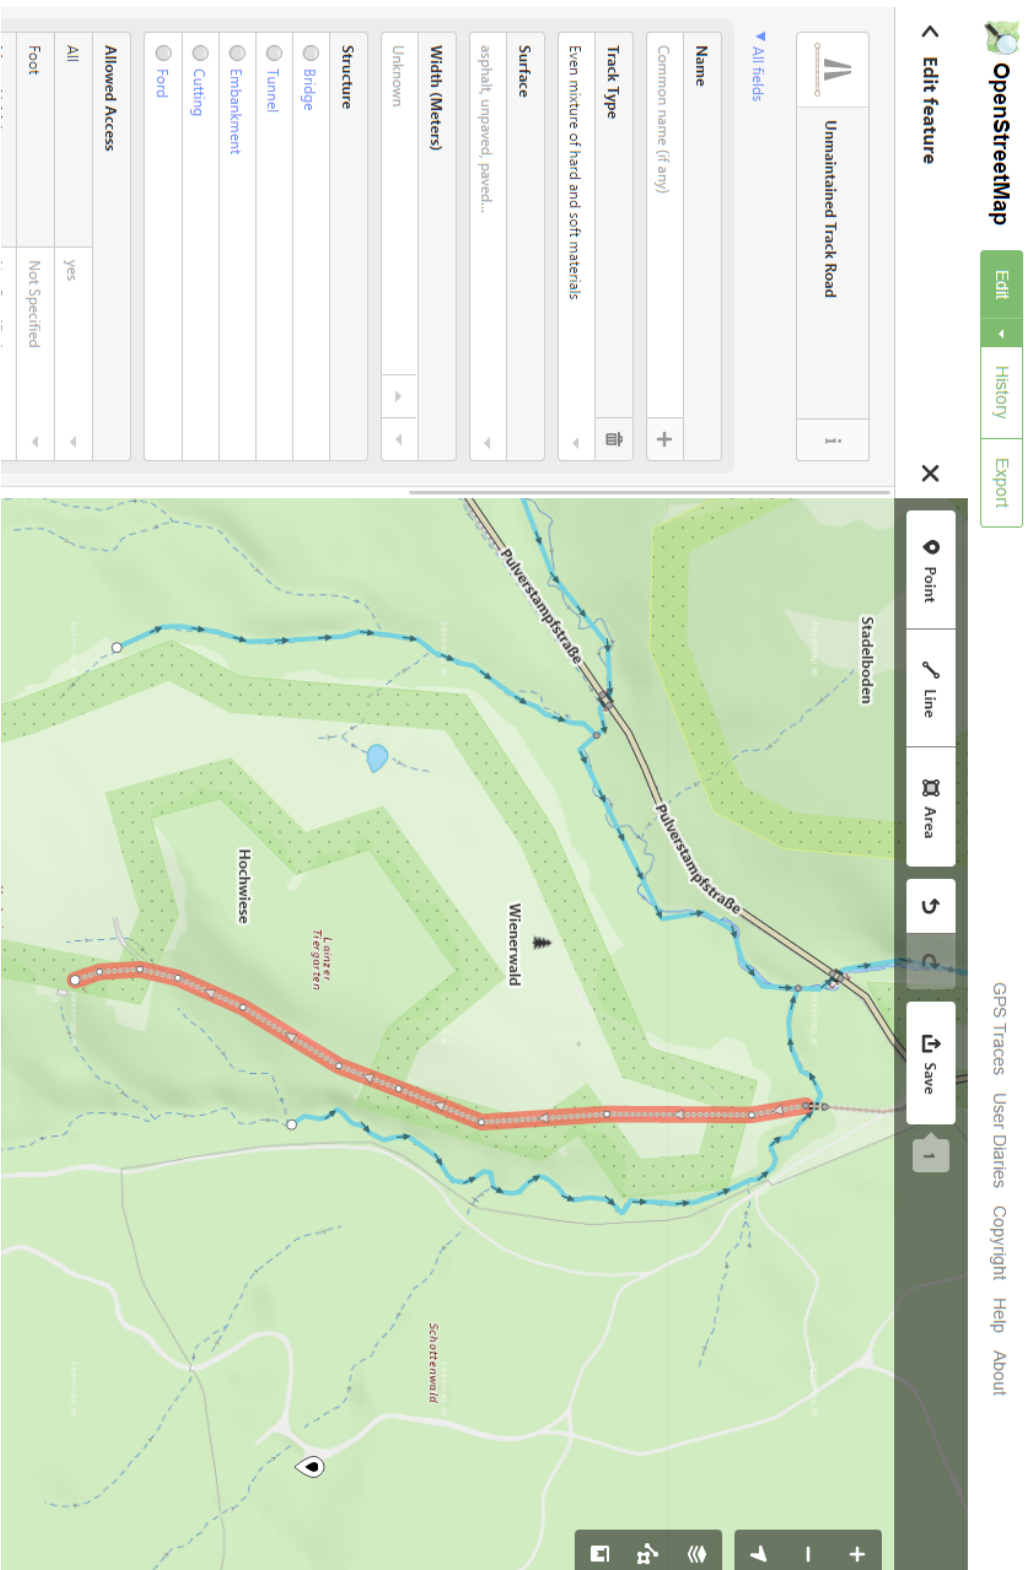 OpenStreetMap
Edit
History
Export
GPS Traces
User Diaries
Copyright
Help
About
Edit feature
Point
Line
Area
Save
1
Unmaintained Track Road
i
All fields
Name
Common name (if any)
Track Type
Even mixture of hard and soft materials
Surface
asphalt, unpaved, paved...
Width (Meters)
Unknown
Structure
Bridge
Tunnel
Embankment
Cutting
Ford
Allowed Access
All
yes
Foot
Not Specified
Stadelboden
Pulverstampfstraße
Pulverstampfstraße
Wienerwald
Lainzer
Tiergarten
Hochwiese
Schottenwald